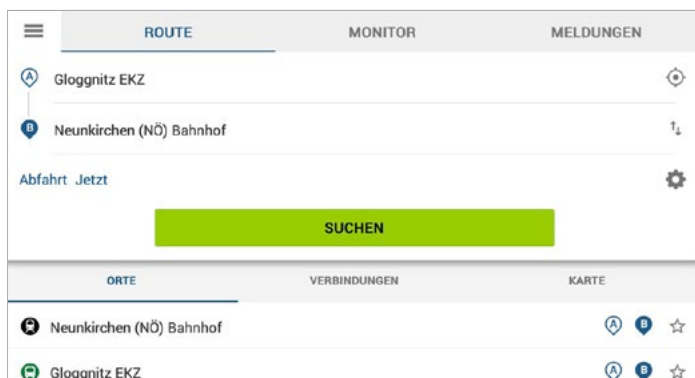 ROUTE MONITOR MELDUNGEN
A Gloggnitz EKZ
B Neunkirchen (NÖ) Bahnhof
Abfahrt Jetzt
SUCHEN
ORTE VERBINDUNGEN KARTE
Neunkirchen (NÖ) Bahnhof A B
Gloggnitz EKZ A B